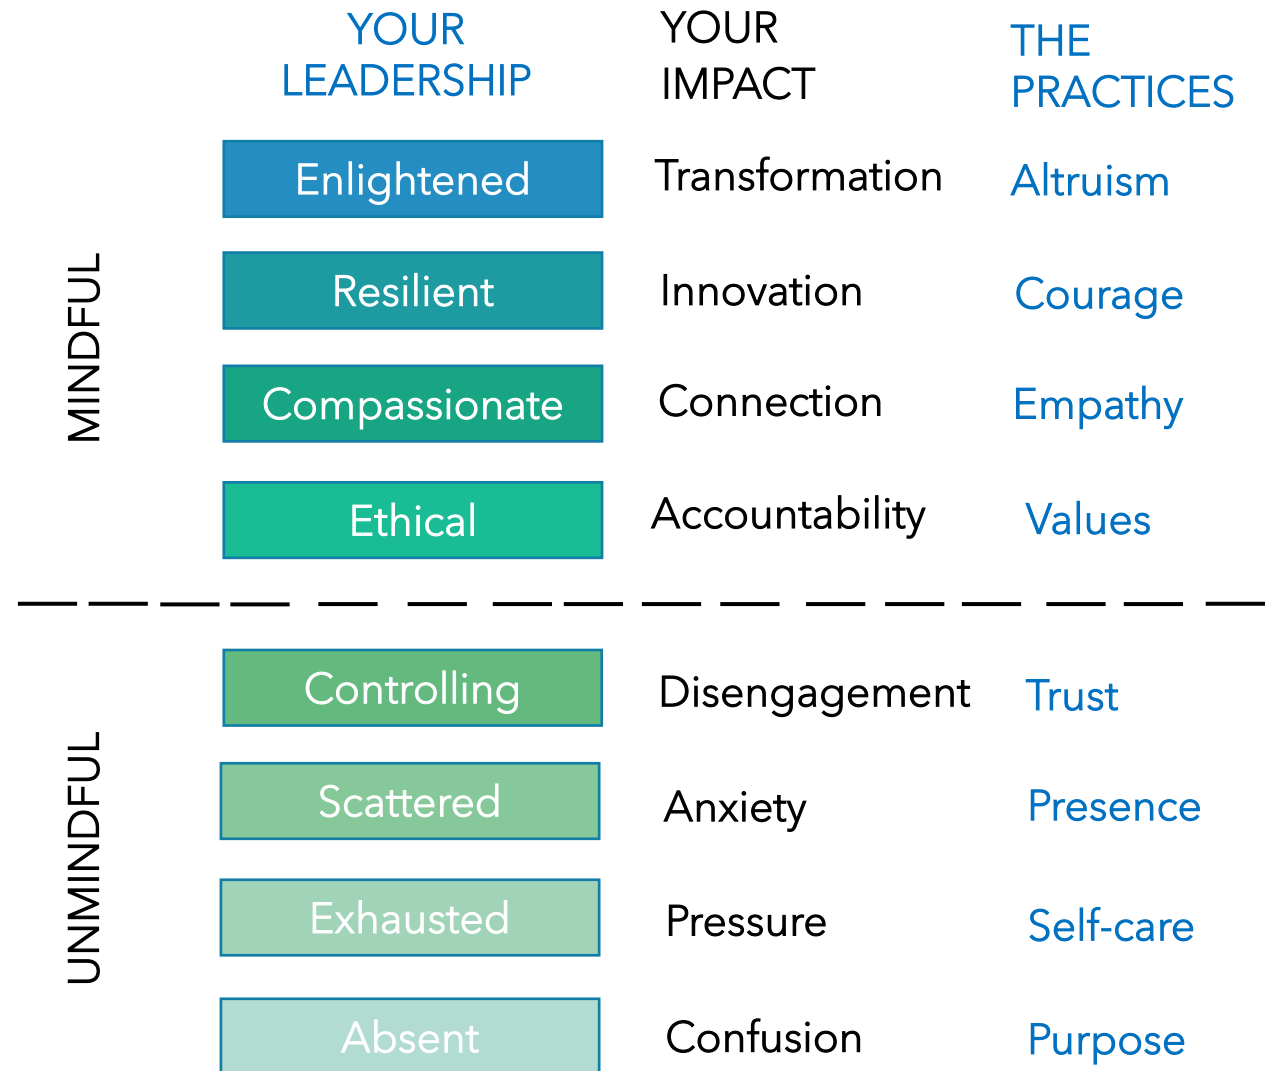 YOUR
LEADERSHIP
YOUR
IMPACT
THE
PRACTICES
MINDFUL
Enlightened Transformation Altruism
Resilient Innovation Courage
Compassionate Connection Empathy
Ethical Accountability Values
UNMINDFUL
Controlling Disengagement Trust
Scattered Anxiety Presence
Exhausted Pressure Self-care
Absent Confusion Purpose